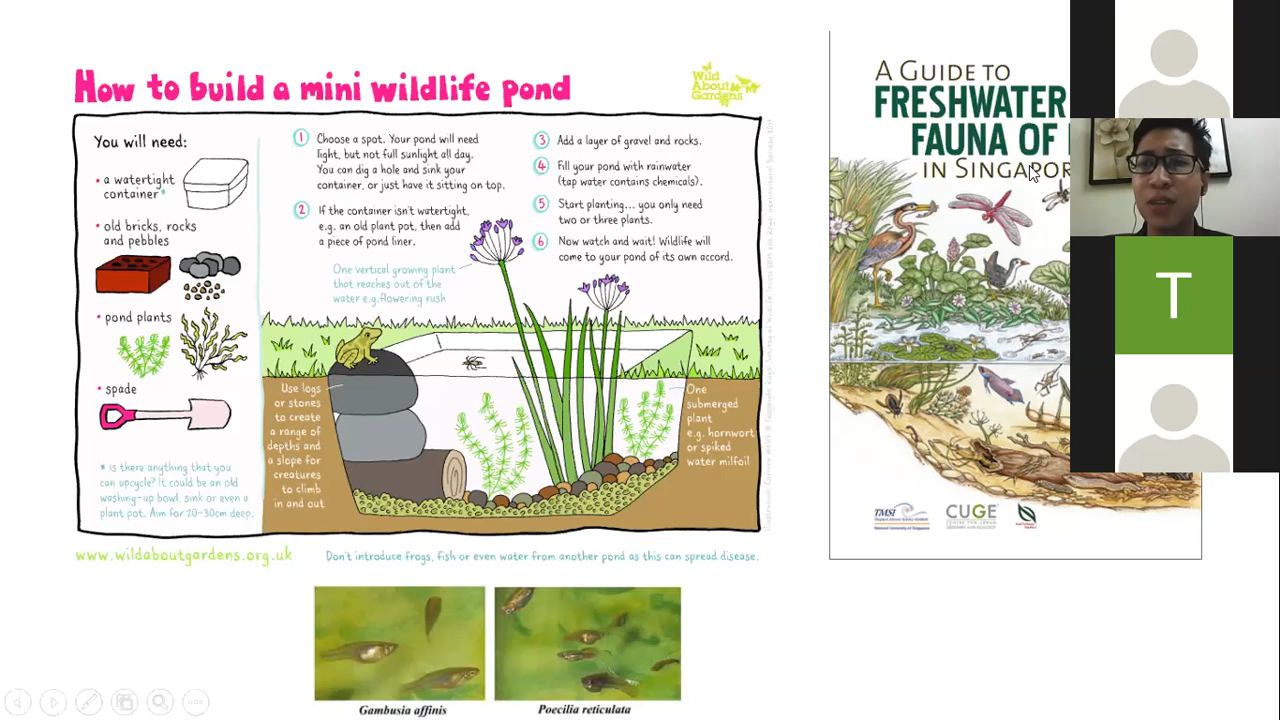 How to build a mini wildlife pond
Wild
About
Gardens
You will need:
• a watertight
container*
• old bricks, rocks
and pebbles
• pond plants
• spade
* is there anything that you
can upcycle? It could be an old
washing-up bowl, sink or even a
plant pot. Aim for 20-30cm deep.
1 Choose a spot. Your pond will need
light, but not full sunlight all day.
You can dig a hole and sink your
container, or just have it sitting on top.
2 If the container isn't watertight,
e.g. an old plant pot, then add
a piece of pond liner.
3 Add a layer of gravel and rocks.
4 Fill your pond with rainwater
(tap water contains chemicals).
5 Start planting... you only need
two or three plants.
6 Now watch and wait! Wildlife will
come to your pond of its own accord.
One vertical growing plant
that reaches out of the
water e.g. flowering rush
Use logs
or stones
to create
a range of
depths and
a slope for
creatures
to climb
in and out
One
submerged
plant
e.g. hornwort
or spiked
water milfoil
www.wildaboutgardens.org.uk
Don't introduce frogs, fish or even water from another pond as this can spread disease.
Gambusia affinis
Poecilia reticulata
A GUIDE TO
FRESHWATER
FAUNA OF
IN SINGAPOR
TMSI
CUGE
T